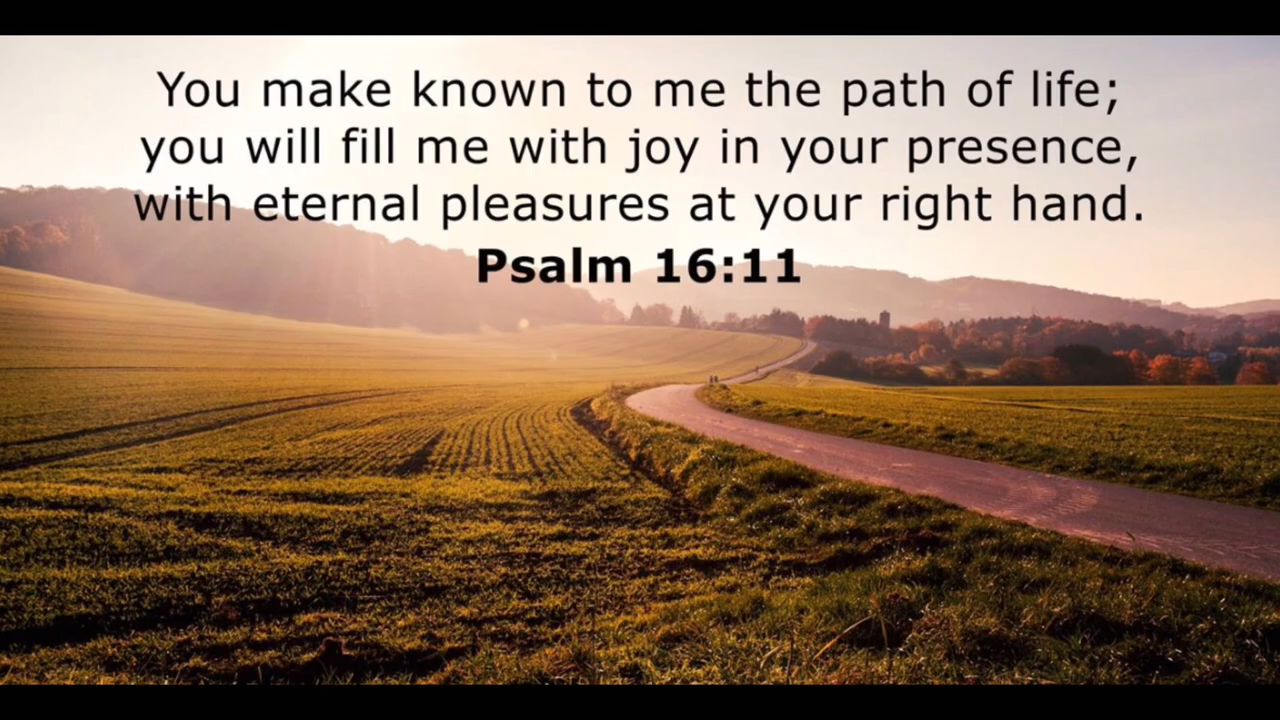 You make known to me the path of life;
you will fill me with joy in your presence,
with eternal pleasures at your right hand.
Psalm 16:11